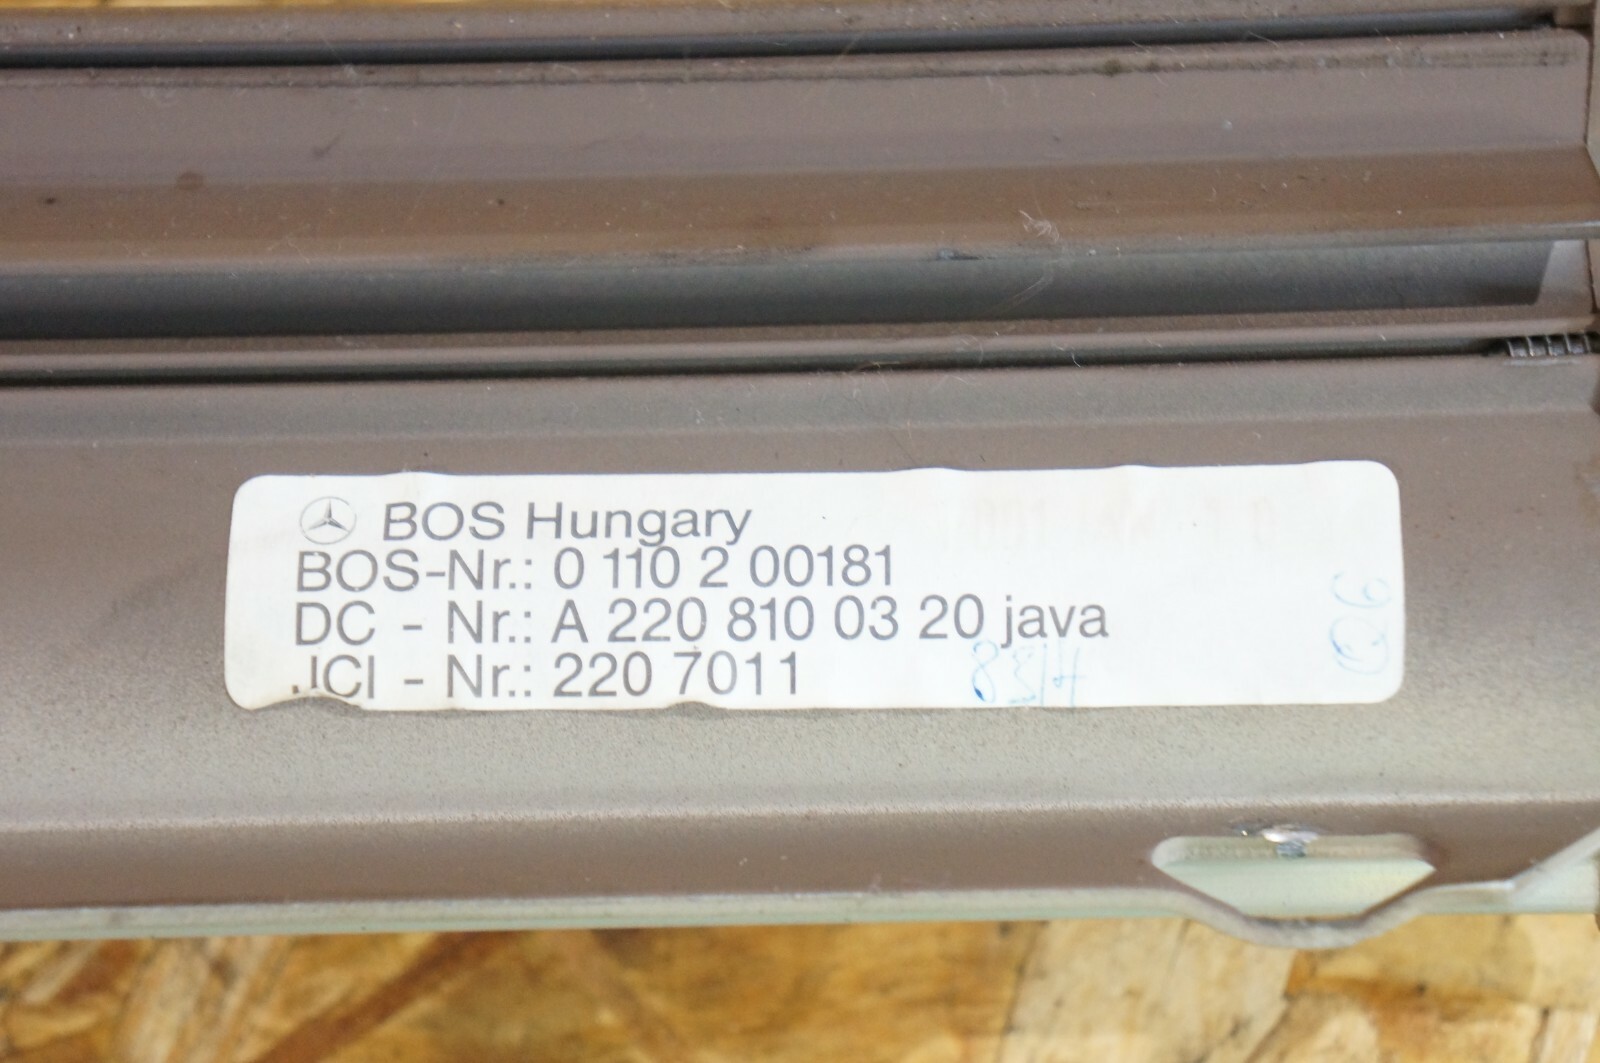 BOS Hungary
BOS-Nr.: 0 110 2 00181
DC - Nr.: A 220 810 03 20 java
JCI - Nr.: 220 7011